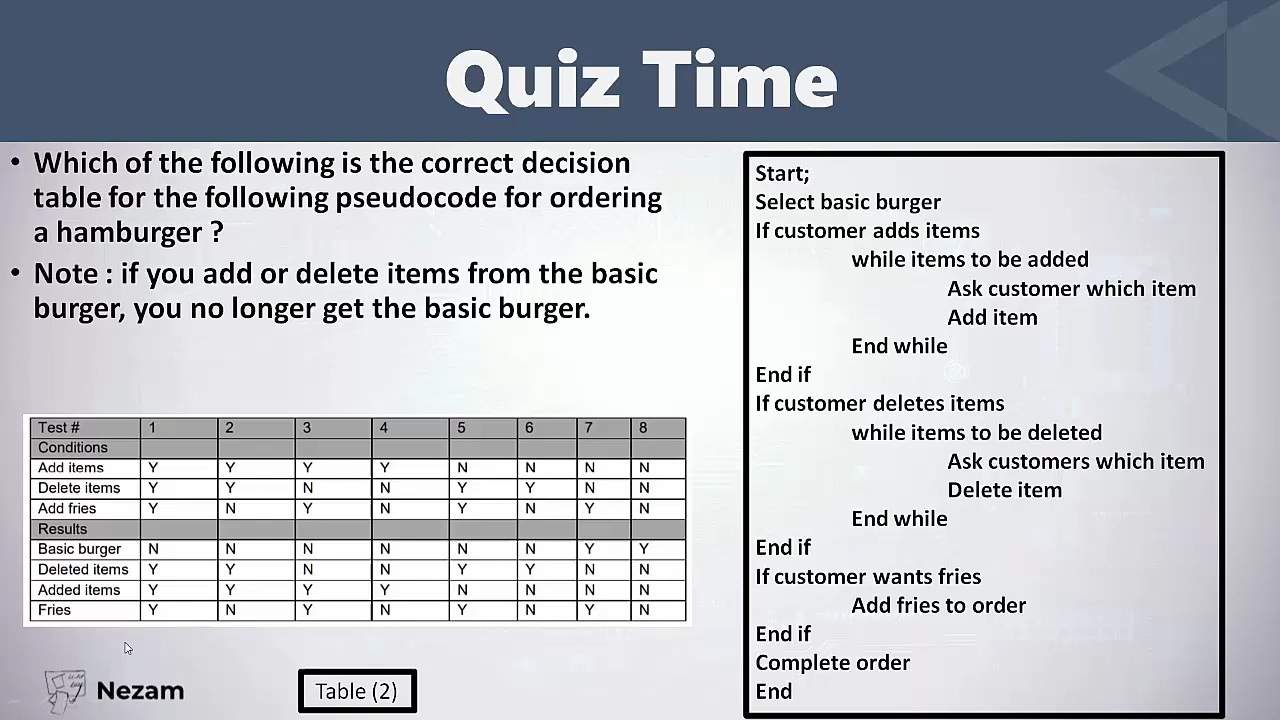 Quiz Time
• Which of the following is the correct decision
table for the following pseudocode for ordering
a hamburger ?
• Note : if you add or delete items from the basic
burger, you no longer get the basic burger.
Test # 1 2 3 4 5 6 7 8
Conditions
Add items Y Y Y Y N N N N
Delete items Y Y N N Y Y N N
Add fries Y N Y N Y N Y N
Results
Basic burger N N N N N N Y Y
Deleted items Y Y N N Y Y N N
Added items Y Y Y Y N N N N
Fries Y N Y N Y N Y N
Nezam
Table (2)
Start;
Select basic burger
If customer adds items
while items to be added
Ask customer which item
Add item
End while
End if
If customer deletes items
while items to be deleted
Ask customers which item
Delete item
End while
End if
If customer wants fries
Add fries to order
End if
Complete order
End